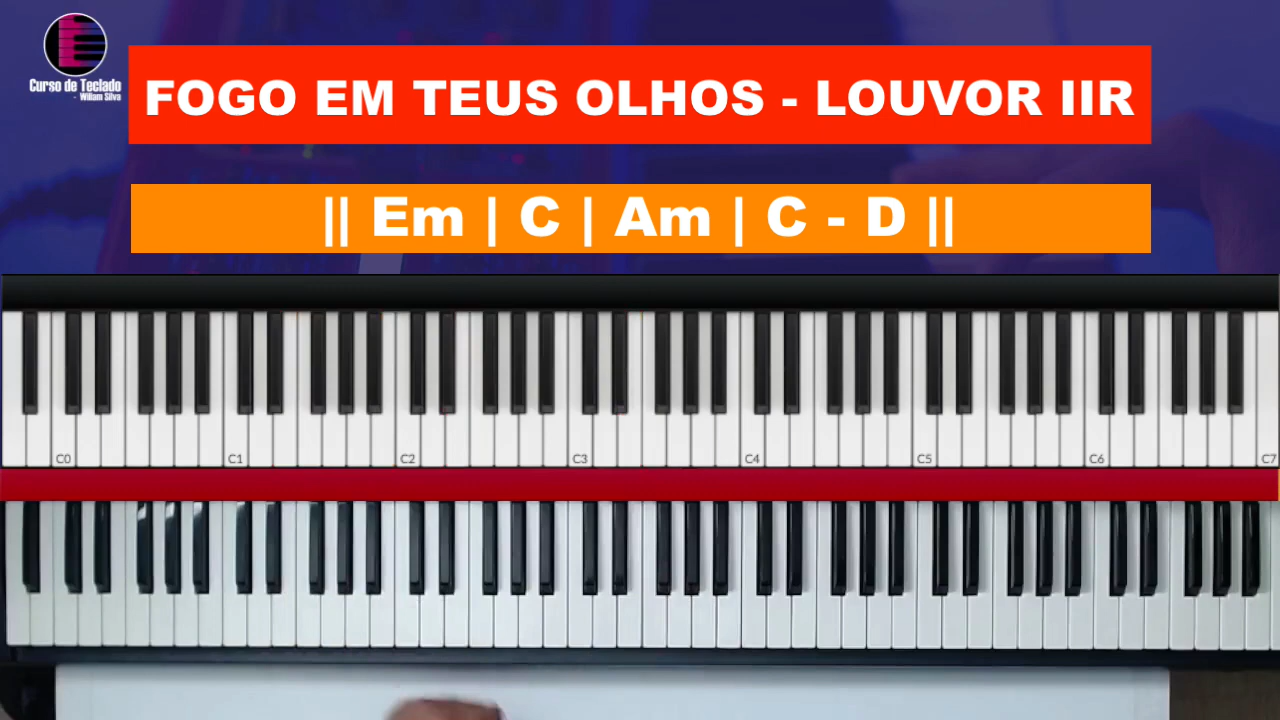 Curso de Teclado
- Wiliam Silva
FOGO EM TEUS OLHOS - LOUVOR IIR
|| Em | C | Am | C - D ||
C0 C1 C2 C3 C4 C5 C6 C7